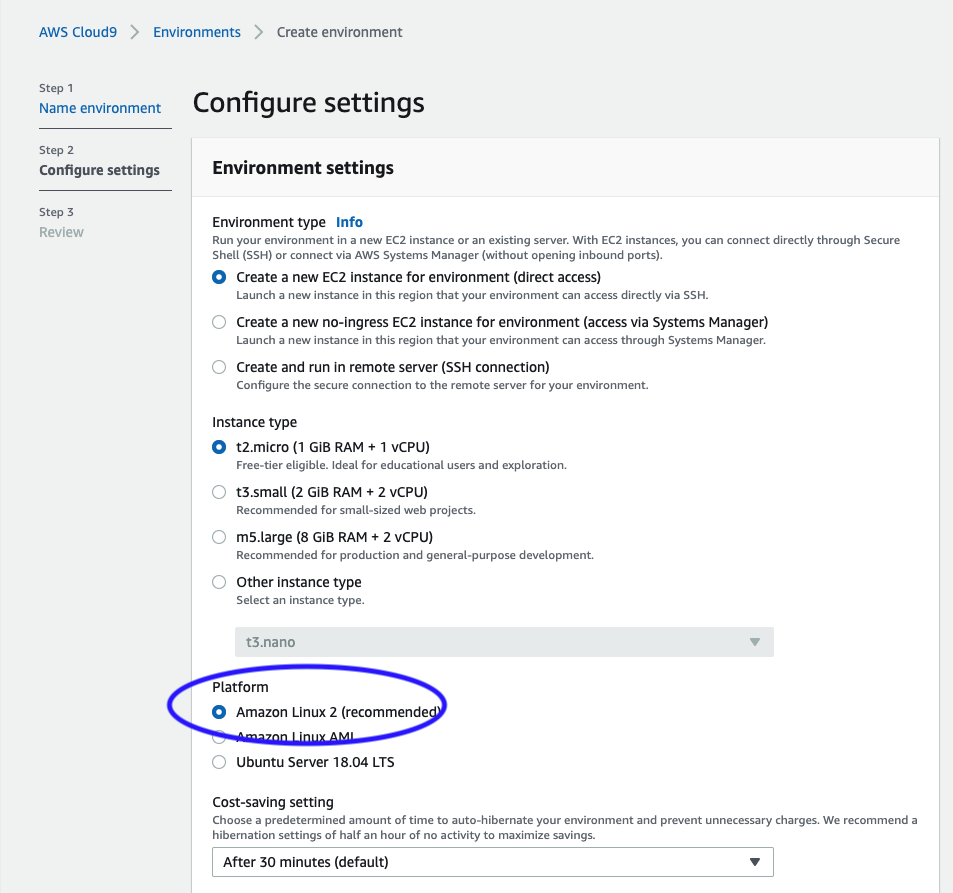 AWS Cloud9 > Environments > Create environment
Step 1
Name environment
Step 2
Configure settings
Step 3
Review
Configure settings
Environment settings
Environment type Info
Run your environment in a new EC2 instance or an existing server. With EC2 instances, you can connect directly through Secure
Shell (SSH) or connect via AWS Systems Manager (without opening inbound ports).
Create a new EC2 instance for environment (direct access)
Launch a new instance in this region that your environment can access directly via SSH.
Create a new no-ingress EC2 instance for environment (access via Systems Manager)
Launch a new instance in this region that your environment can access through Systems Manager.
Create and run in remote server (SSH connection)
Configure the secure connection to the remote server for your environment.
Instance type
t2.micro (1 GiB RAM + 1 vCPU)
Free-tier eligible. Ideal for educational users and exploration.
t3.small (2 GiB RAM + 2 vCPU)
Recommended for small-sized web projects.
m5.large (8 GiB RAM + 2 vCPU)
Recommended for production and general-purpose development.
Other instance type
Select an instance type.
t3.nano
Platform
Amazon Linux 2 (recommended)
Amazon Linux AMI
Ubuntu Server 18.04 LTS
Cost-saving setting
Choose a predetermined amount of time to auto-hibernate your environment and prevent unnecessary charges. We recommend a
hibernation settings of half an hour of no activity to maximize savings.
After 30 minutes (default)